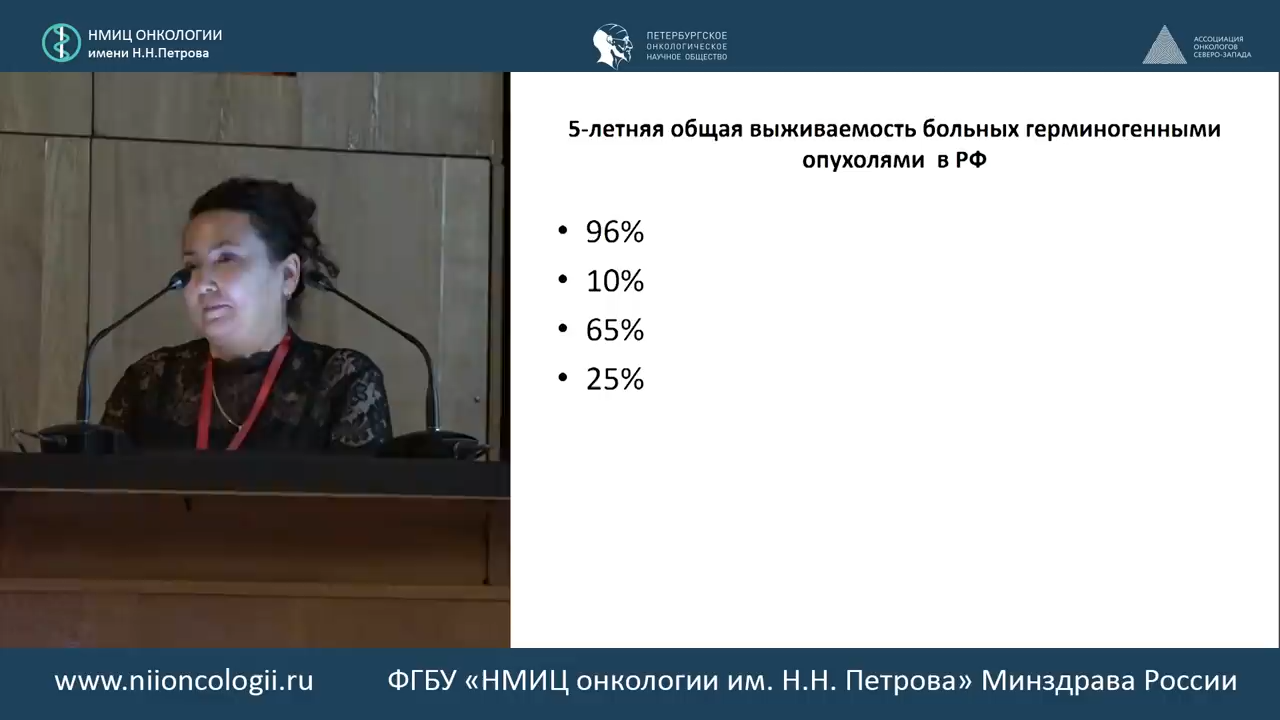 НМИЦ ОНКОЛОГИИ
имени Н.Н.Петрова
ПЕТЕРБУРГСКОЕ
ОНКОЛОГИЧЕСКОЕ
НАУЧНОЕ ОБЩЕСТВО
АССОЦИАЦИЯ
ОНКОЛОГОВ
СЕВЕРО-ЗАПАДА
5-летняя общая выживаемость больных герминогенными
опухолями в РФ
• 96%
• 10%
• 65%
• 25%
www.niioncologii.ru
ФГБУ «НМИЦ онкологии им. Н.Н. Петрова» Минздрава России